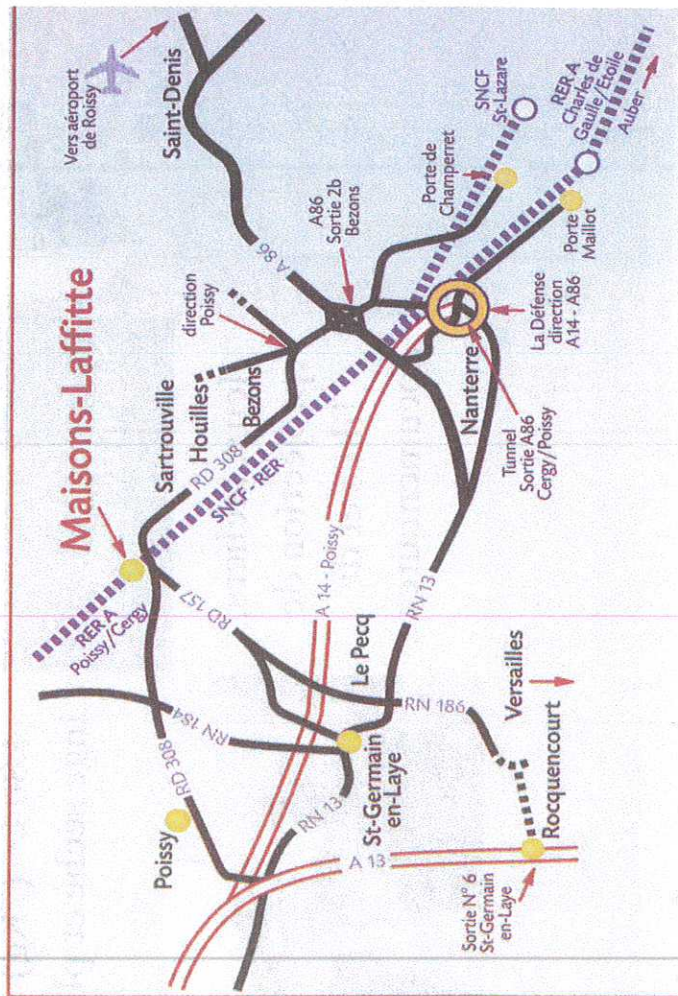 Maisons-Laffitte
Vers aéroport
de Roissy
Saint-Denis
A 86
direction
Poissy
Sartrouville
Houilles
Bezons
RD 308
SNCF - RER
RER A
Poissy/Cergy
A86
Sortie 2b
Bezons
SNCF
St-Lazare
Porte de
Champerret
RER A
Charles de
Gaulle/Etoile
Auber
Porte
Maillot
La Défense
direction
A14 - A86
Nanterre
Tunnel
Sortie A86
Cergy/Poissy
RD 157
A 14 - Poissy
RN 13
Le Pecq
RN 184
RD 308
Poissy
RN 13
St-Germain
en-Laye
RN 186
Versailles
Rocquencourt
A 13
Sortie N° 6
St-Germain
en-Laye